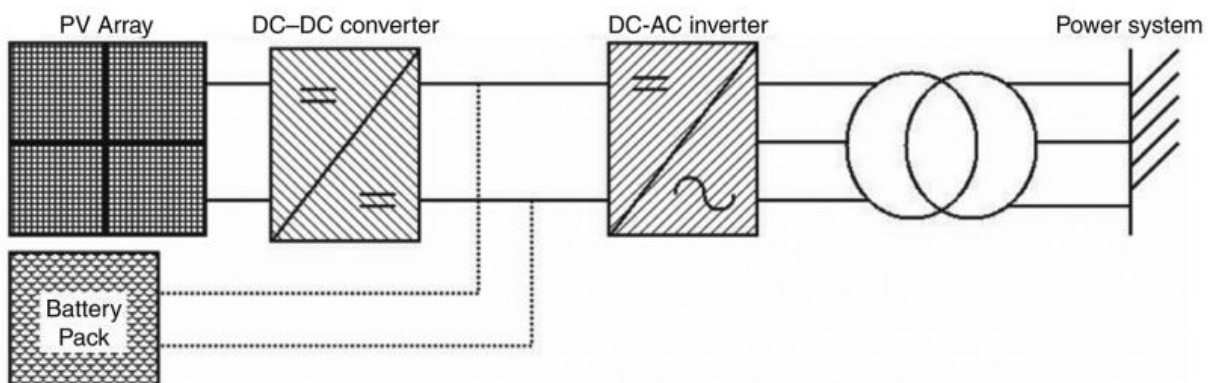 PV Array
DC–DC converter
DC-AC inverter
Power system
Battery
Pack